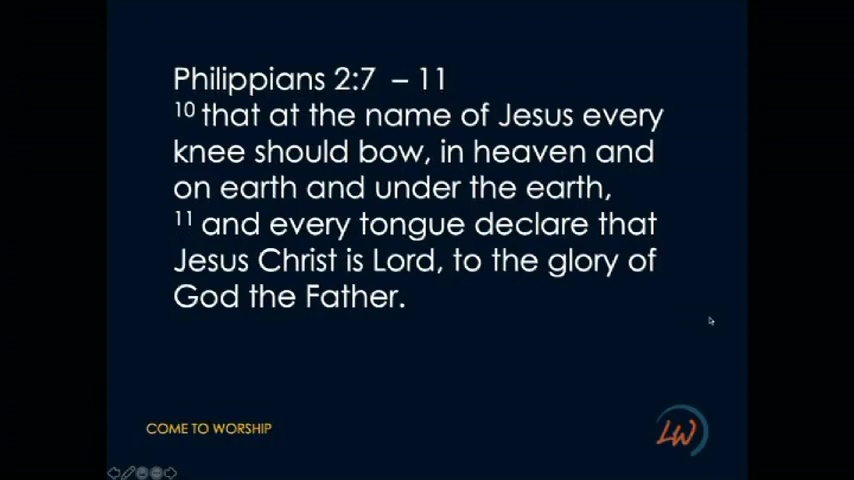 Philippians 2:7 – 11
10 that at the name of Jesus every
knee should bow, in heaven and
on earth and under the earth,
11 and every tongue declare that
Jesus Christ is Lord, to the glory of
God the Father.
COME TO WORSHIP
LW